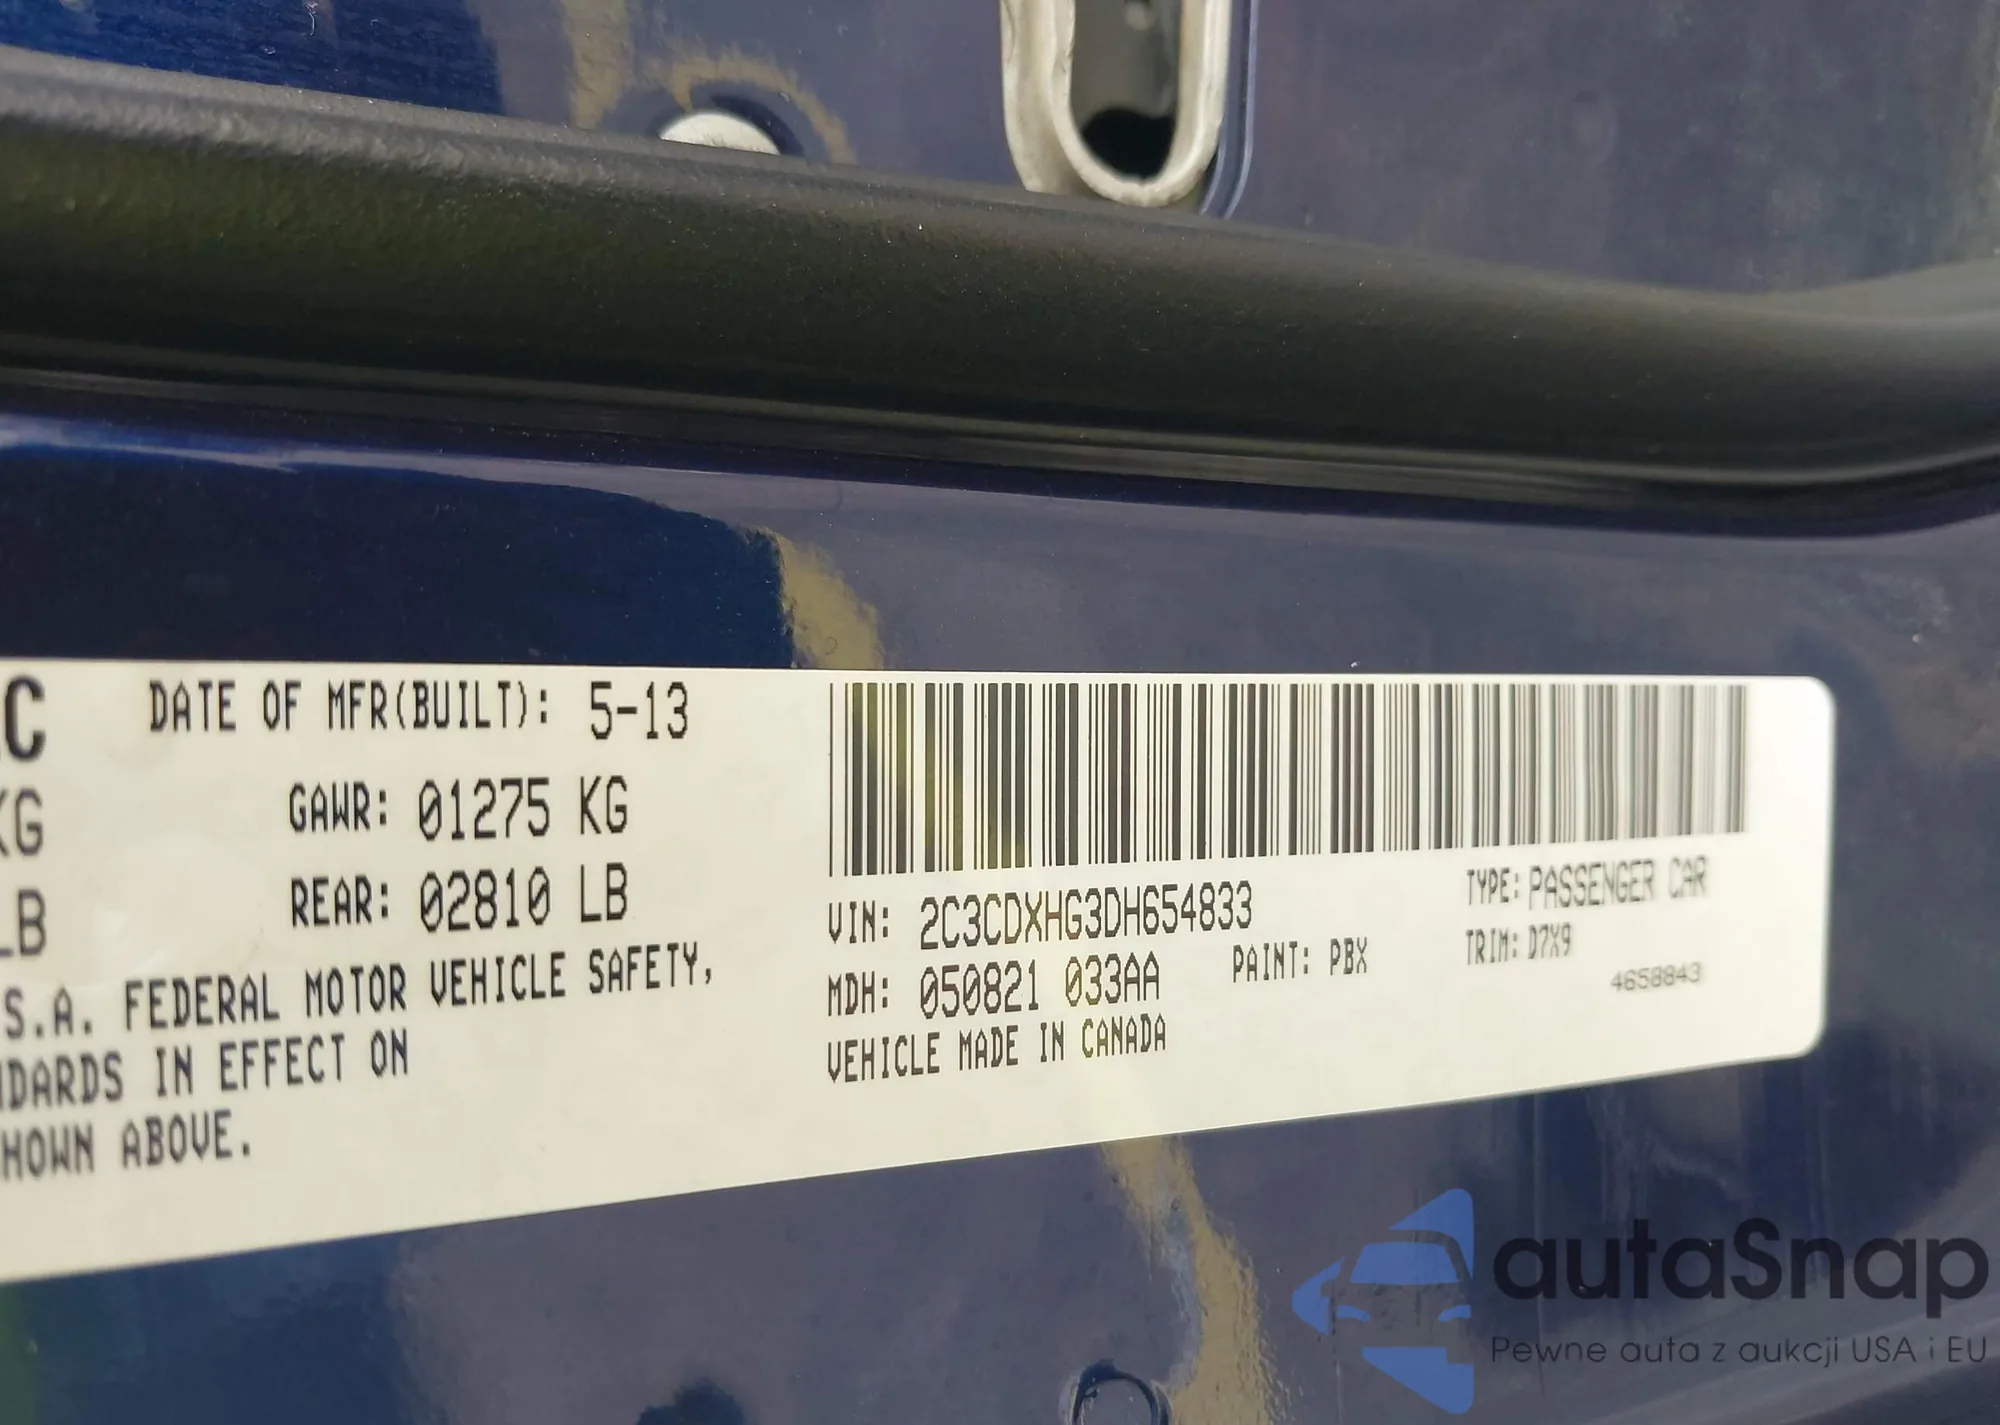 LC
DATE OF MFR(BUILT): 5-13
KG
GAWR: 01275 KG
LB
REAR: 02810 LB
S.A. FEDERAL MOTOR VEHICLE SAFETY,
NDARDS IN EFFECT ON
HOWN ABOVE.
VIN: 2C3CDXHG3DH654833
TYPE: PASSENGER CAR
MDH: 050821 033AA
PAINT: PBX
TRIM: D7X9
4658843
VEHICLE MADE IN CANADA
autaSnap
Pewne auta z aukcji USA i EU